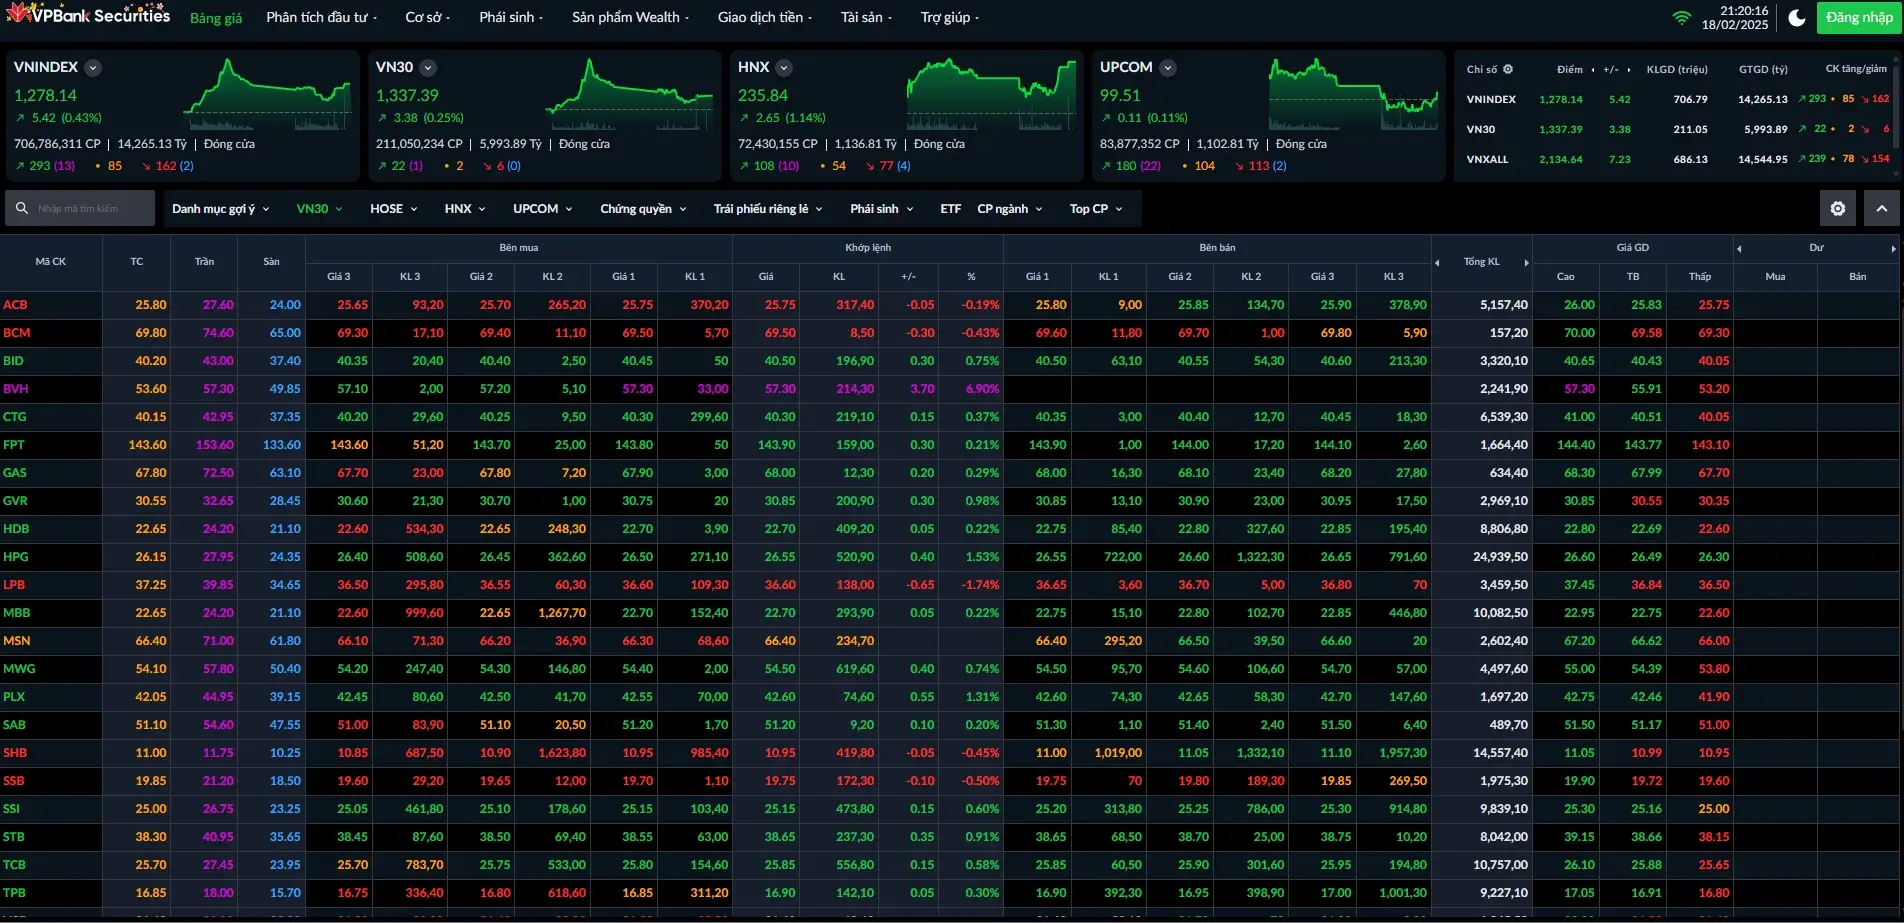 VPBank Securities Bảng giá Phân tích đầu tư Cơ sở Phái sinh Sản phẩm Wealth Giao dịch tiền Tài sản Trợ giúp 21:20:16 18/02/2025 Đăng nhập
VNINDEX
1,278.14
5.42 (0.43%)
706,786,311 CP | 14,265.13 Tỷ | Đóng cửa
293 (13) 85 162 (2)
VN30
1,337.39
3.38 (0.25%)
211,050,234 CP | 5,993.89 Tỷ | Đóng cửa
22 (1) 2 6 (0)
HNX
235.84
2.65 (1.14%)
72,430,155 CP | 1,136.81 Tỷ | Đóng cửa
108 (10) 54 77 (4)
UPCOM
99.51
0.11 (0.11%)
83,877,352 CP | 1,102.81 Tỷ | Đóng cửa
180 (22) 104 113 (2)
Chỉ số Điểm +/- KLGD (triệu) GTGD (tỷ) CK tăng/giảm
VNINDEX 1,278.14 5.42 706.79 14,265.13 293 85 162
VN30 1,337.39 3.38 211.05 5,993.89 22 2 6
VNXALL 2,134.64 7.23 686.13 14,544.95 239 78 154
Nhập mã tìm kiếm Danh mục gợi ý VN30 HOSE HNX UPCOM Chứng quyền Trái phiếu riêng lẻ Phái sinh ETF CP ngành Top CP
Mã CK TC Trần Sàn Bên mua Khớp lệnh Bên bán Tổng KL Giá GD Dư
Giá 3 KL 3 Giá 2 KL 2 Giá 1 KL 1 Giá KL +/- % Giá 1 KL 1 Giá 2 KL 2 Giá 3 KL 3 Cao TB Thấp Mua Bán
ACB 25.80 27.60 24.00 25.65 93,20 25.70 265,20 25.75 370,20 25.75 317,40 -0.05 -0.19% 25.80 9,00 25.85 134,70 25.90 378,90 5,157,40 26.00 25.83 25.75
BCM 69.80 74.60 65.00 69.30 17,10 69.40 11,10 69.50 5,70 69.50 8,50 -0.30 -0.43% 69.60 11,80 69.70 1,00 69.80 5,90 157,20 70.00 69.58 69.30
BID 40.20 43.00 37.40 40.35 20,40 40.40 2,50 40.45 50 40.50 196,90 0.30 0.75% 40.50 63,10 40.55 54,30 40.60 213,30 3,320,10 40.65 40.43 40.05
BVH 53.60 57.30 49.85 57.10 2,00 57.20 5,10 57.30 33,00 57.30 214,30 3.70 6.90% 2,241,90 57.30 55.91 53.20
CTG 40.15 42.95 37.35 40.20 29,60 40.25 9,50 40.30 299,60 40.30 219,10 0.15 0.37% 40.35 3,00 40.40 12,70 40.45 18,30 6,539,30 41.00 40.51 40.05
FPT 143.60 153.60 133.60 143.60 51,20 143.70 25,00 143.80 50 143.90 159,00 0.30 0.21% 143.90 1,00 144.00 17,20 144.10 2,60 1,664,40 144.40 143.77 143.10
GAS 67.80 72.50 63.10 67.70 23,00 67.80 7,20 67.90 3,00 68.00 12,30 0.20 0.29% 68.00 16,30 68.10 23,40 68.20 27,80 634,40 68.30 67.99 67.70
GVR 30.55 32.65 28.45 30.60 21,30 30.70 1,00 30.75 20 30.85 200,90 0.30 0.98% 30.85 13,10 30.90 23,00 30.95 17,50 2,969,10 30.85 30.55 30.35
HDB 22.65 24.20 21.10 22.60 534,30 22.65 248,30 22.70 3,90 22.70 409,20 0.05 0.22% 22.75 85,40 22.80 327,60 22.85 195,40 8,806,80 22.80 22.69 22.60
HPG 26.15 27.95 24.35 26.40 508,60 26.45 362,60 26.50 271,10 26.55 520,90 0.40 1.53% 26.55 722,00 26.60 1,322,30 26.65 791,60 24,939,50 26.60 26.49 26.30
LPB 37.25 39.85 34.65 36.50 295,80 36.55 60,30 36.60 109,30 36.60 138,00 -0.65 -1.74% 36.65 3,60 36.70 5,00 36.80 70 3,459,50 37.45 36.84 36.50
MBB 22.65 24.20 21.10 22.60 999,60 22.65 1,267,70 22.70 152,40 22.70 293,90 0.05 0.22% 22.75 15,10 22.80 102,70 22.85 446,80 10,082,50 22.95 22.75 22.60
MSN 66.40 71.00 61.80 66.10 71,30 66.20 36,90 66.30 68,60 66.40 234,70 66.40 295,20 66.50 39,50 66.60 20 2,602,40 67.20 66.62 66.00
MWG 54.10 57.80 50.40 54.20 247,40 54.30 146,80 54.40 2,00 54.50 619,60 0.40 0.74% 54.50 95,70 54.60 106,60 54.70 57,00 4,497,60 55.00 54.39 53.80
PLX 42.05 44.95 39.15 42.45 80,60 42.50 41,70 42.55 70,00 42.60 74,60 0.55 1.31% 42.60 74,30 42.65 58,30 42.70 147,60 1,697,20 42.75 42.46 41.90
SAB 51.10 54.60 47.55 51.00 83,90 51.10 20,50 51.20 1,70 51.20 9,20 0.10 0.20% 51.30 1,10 51.40 2,40 51.50 6,40 489,70 51.50 51.17 51.00
SHB 11.00 11.75 10.25 10.85 687,50 10.90 1,623,80 10.95 985,40 10.95 419,80 -0.05 -0.45% 11.00 1,019,00 11.05 1,332,10 11.10 1,957,30 14,557,40 11.05 10.99 10.95
SSB 19.85 21.20 18.50 19.60 29,20 19.65 12,00 19.70 1,10 19.75 172,30 -0.10 -0.50% 19.75 70 19.80 189,30 19.85 269,50 1,975,30 19.90 19.72 19.60
SSI 25.00 26.75 23.25 25.05 461,80 25.10 178,60 25.15 103,40 25.15 473,80 0.15 0.60% 25.20 313,80 25.25 786,00 25.30 914,80 9,839,10 25.30 25.16 25.00
STB 38.30 40.95 35.65 38.45 87,60 38.50 69,40 38.55 63,00 38.65 237,30 0.35 0.91% 38.65 68,50 38.70 25,00 38.75 10,20 8,042,00 39.15 38.66 38.15
TCB 25.70 27.45 23.95 25.70 783,70 25.75 533,00 25.80 154,60 25.85 556,80 0.15 0.58% 25.85 60,50 25.90 301,60 25.95 194,80 10,757,00 26.10 25.88 25.65
TPB 16.85 18.00 15.70 16.75 336,40 16.80 618,60 16.85 311,20 16.90 142,10 0.05 0.30% 16.90 392,30 16.95 398,90 17.00 1,001,30 9,227,10 17.05 16.91 16.80